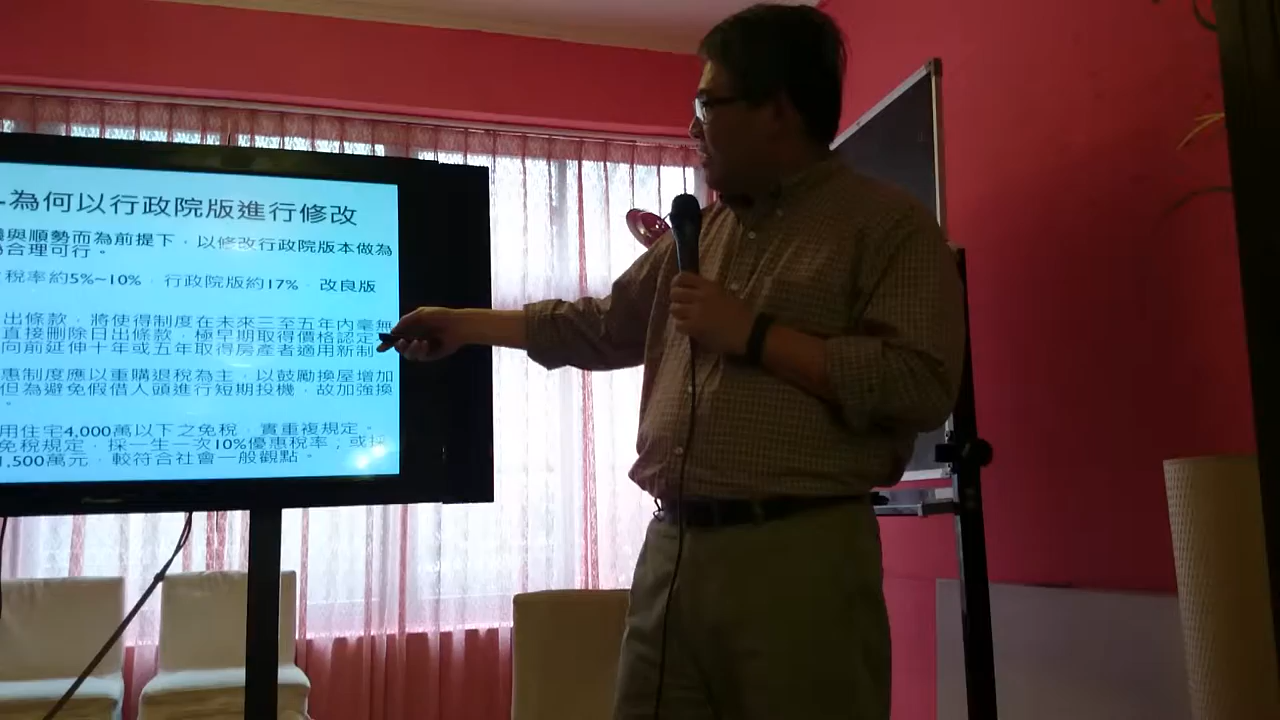 -為何以行政院版進行修改
與順勢而為前提下，以修改行政院版本做為
合理可行。
稅率約5%~10%，行政院版約17%，改良版
出條款，將使得制度在未來三至五年內毫無
直接刪除日出條款，極早期取得價格認定
向前延伸十年或五年取得房產者適用新制
惠制度應以重購退稅為主，以鼓勵換屋增加
但為避免假借人頭進行短期投機，故加強換
。
用住宅4,000萬以下之免稅，實重複規定。
免稅規定，採一生一次10%優惠稅率；或
1,500萬元，較符合社會一般觀點。